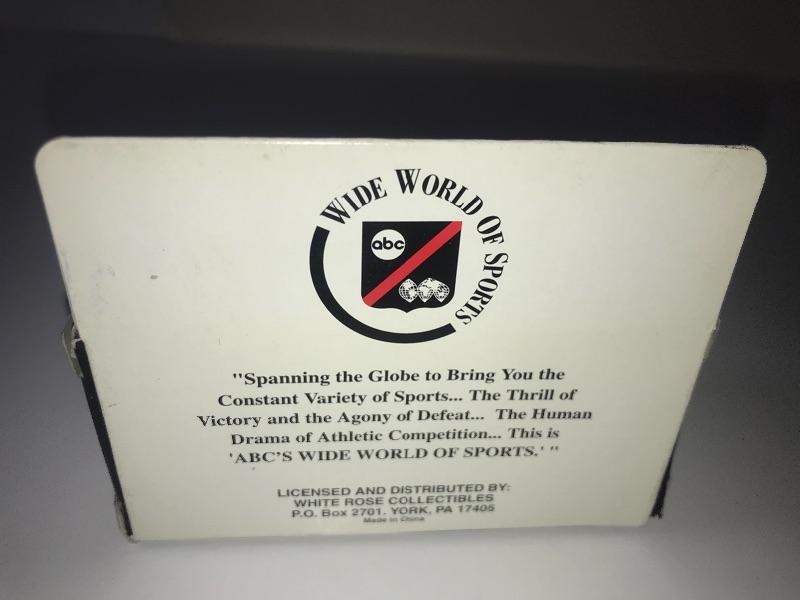 WIDE WORLD OF SPORTS
abc
"Spanning the Globe to Bring You the
Constant Variety of Sports... The Thrill of
Victory and the Agony of Defeat... The Human
Drama of Athletic Competition... This is
'ABC'S WIDE WORLD OF SPORTS.' "
LICENSED AND DISTRIBUTED BY:
WHITE ROSE COLLECTIBLES
P.O. Box 2701. YORK, PA 17405
Made in China